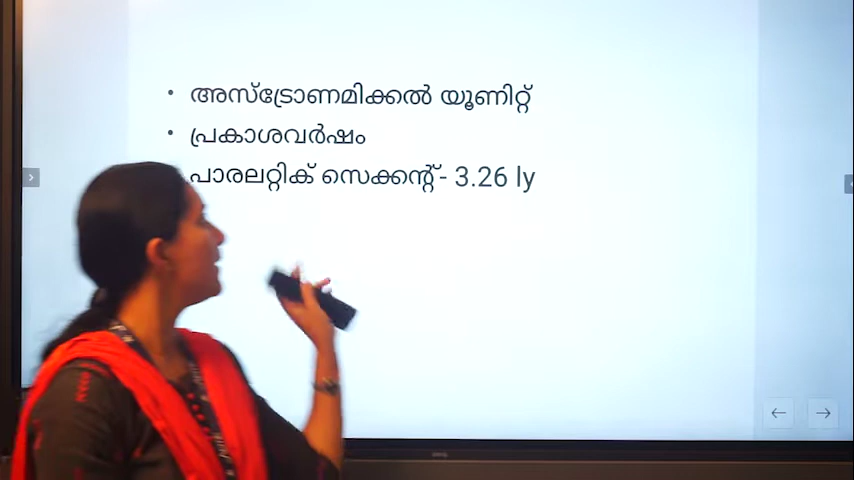 • അസ്ട്രോണമിക്കൽ യൂണിറ്റ്
• പ്രകാശവർഷം
പാരലറ്റിക് സെക്കന്റ്- 3.26 ly